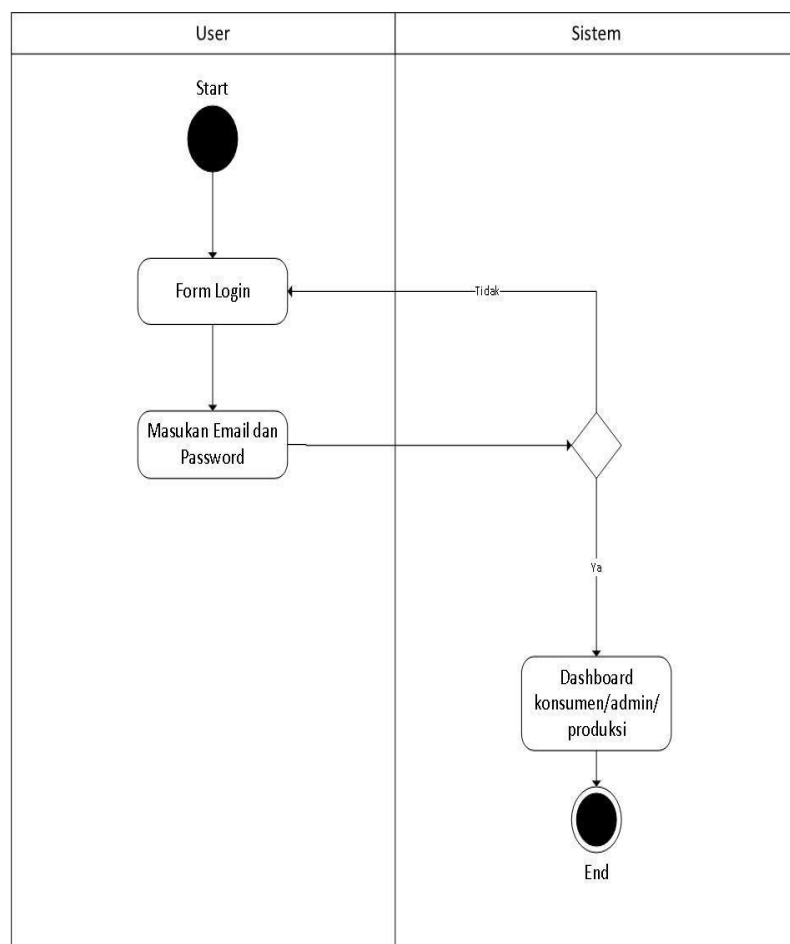 User
Sistem
Start
Form Login
Tidak
Masukan Email dan
Password
Ya
Dashboard
konsumen/admin/
produksi
End